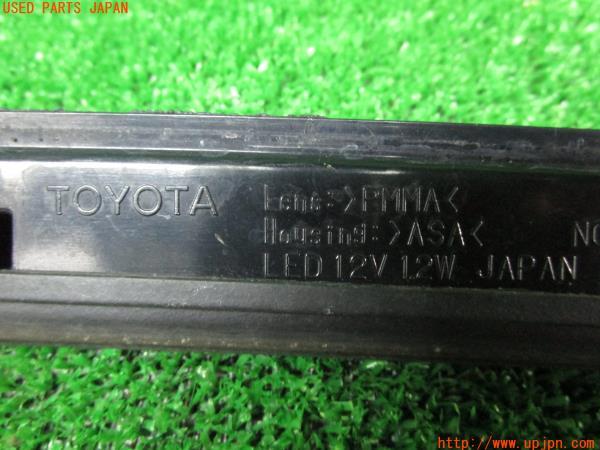 USED PARTS JAPAN
TOYOTA
Lens:>PMMA<
Housing:>ASA<
LED 12V 1.2W JAPAN
http://www.upjpn.com